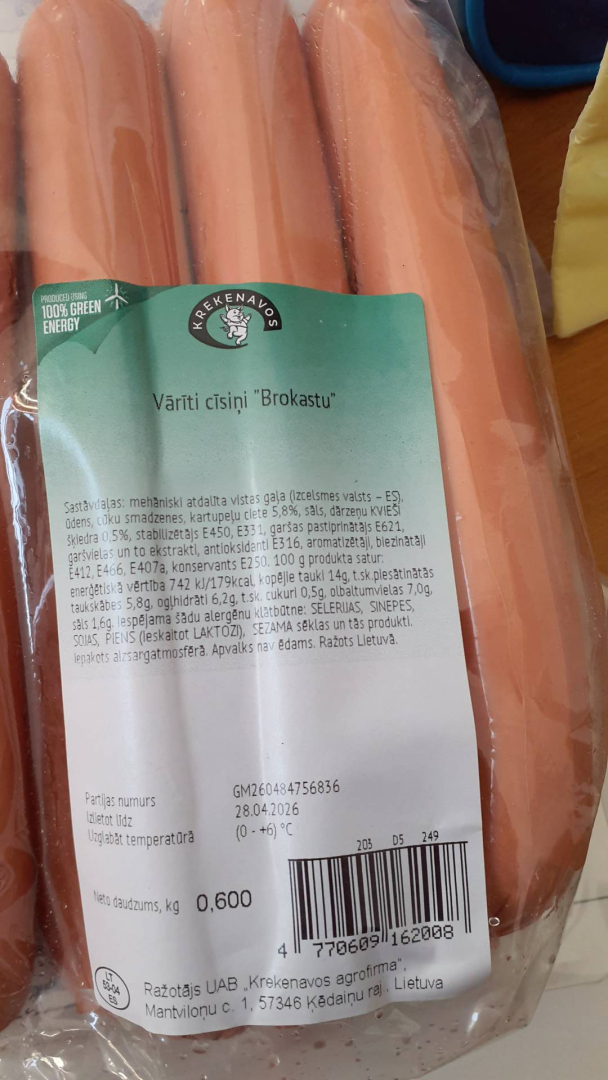 PRODUCED USING
100% GREEN
ENERGY
KREKENAVOS
Vārīti cīsiņi "Brokastu"
Sastāvdaļas: mehāniski atdalīta vistas gaļa (izcelsmes valsts – ES),
ūdens, cūku smadzenes, kartupeļu ciete 5,8%, sāls, dārzeņu KVIEŠI
šķiedra 0,5%, stabilizētājs E450, E331, garšas pastiprinātājs E621,
garšvielas un to ekstrakti, antioksidanti E316, aromatizētāji, biezinātāji
E412, E466, E407a, konservants E250. 100 g produkta satur:
enerģētiskā vērtība 742 kJ/179kcal, kopējie tauki 14g, t.sk.piesātinātās
taukskābes 5,8g, ogļhidrāti 6,2g, t.sk. cukuri 0,5g, olbaltumvielas 7,0g,
sāls 1,6g. Iespējama šādu alergēnu klātbūtne: SELERIJAS, SINEPES,
SOJAS, PIENS (ieskaitot LAKTOZI), SEZAMA sēklas un tās produkti.
Iepakots aizsargatmosfērā. Apvalks nav ēdams. Ražots Lietuvā.
Partijas numurs GM260484756836
Izlietot līdz 28.04.2026
Uzglabāt temperatūrā (0 - +6) °C
203 D5 249
Neto daudzums, kg 0,600
4 770609 162008
LT
53-04
ES
Ražotājs UAB „Krekenavos agrofirma",
Mantviloņu c. 1, 57346 Ķēdaiņu raj., Lietuva